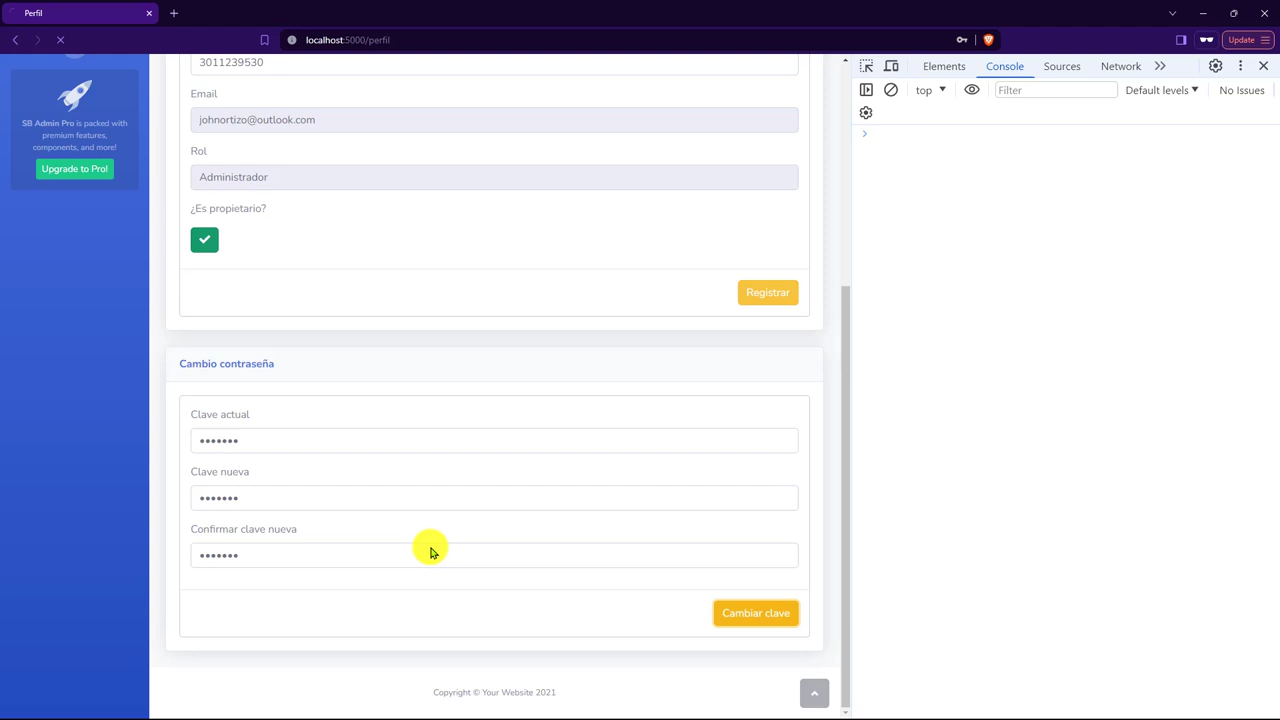 Perfil
localhost:5000/perfil
Update
Elements
Console
Sources
Network
top
Filter
Default levels
No Issues
SB Admin Pro is packed with
premium features,
components, and more!
Upgrade to Pro!
3011239530
Email
johnortizo@outlook.com
Rol
Administrador
¿Es propietario?
Registrar
Cambio contraseña
Clave actual
•••••••
Clave nueva
•••••••
Confirmar clave nueva
•••••••
Cambiar clave
Copyright © Your Website 2021